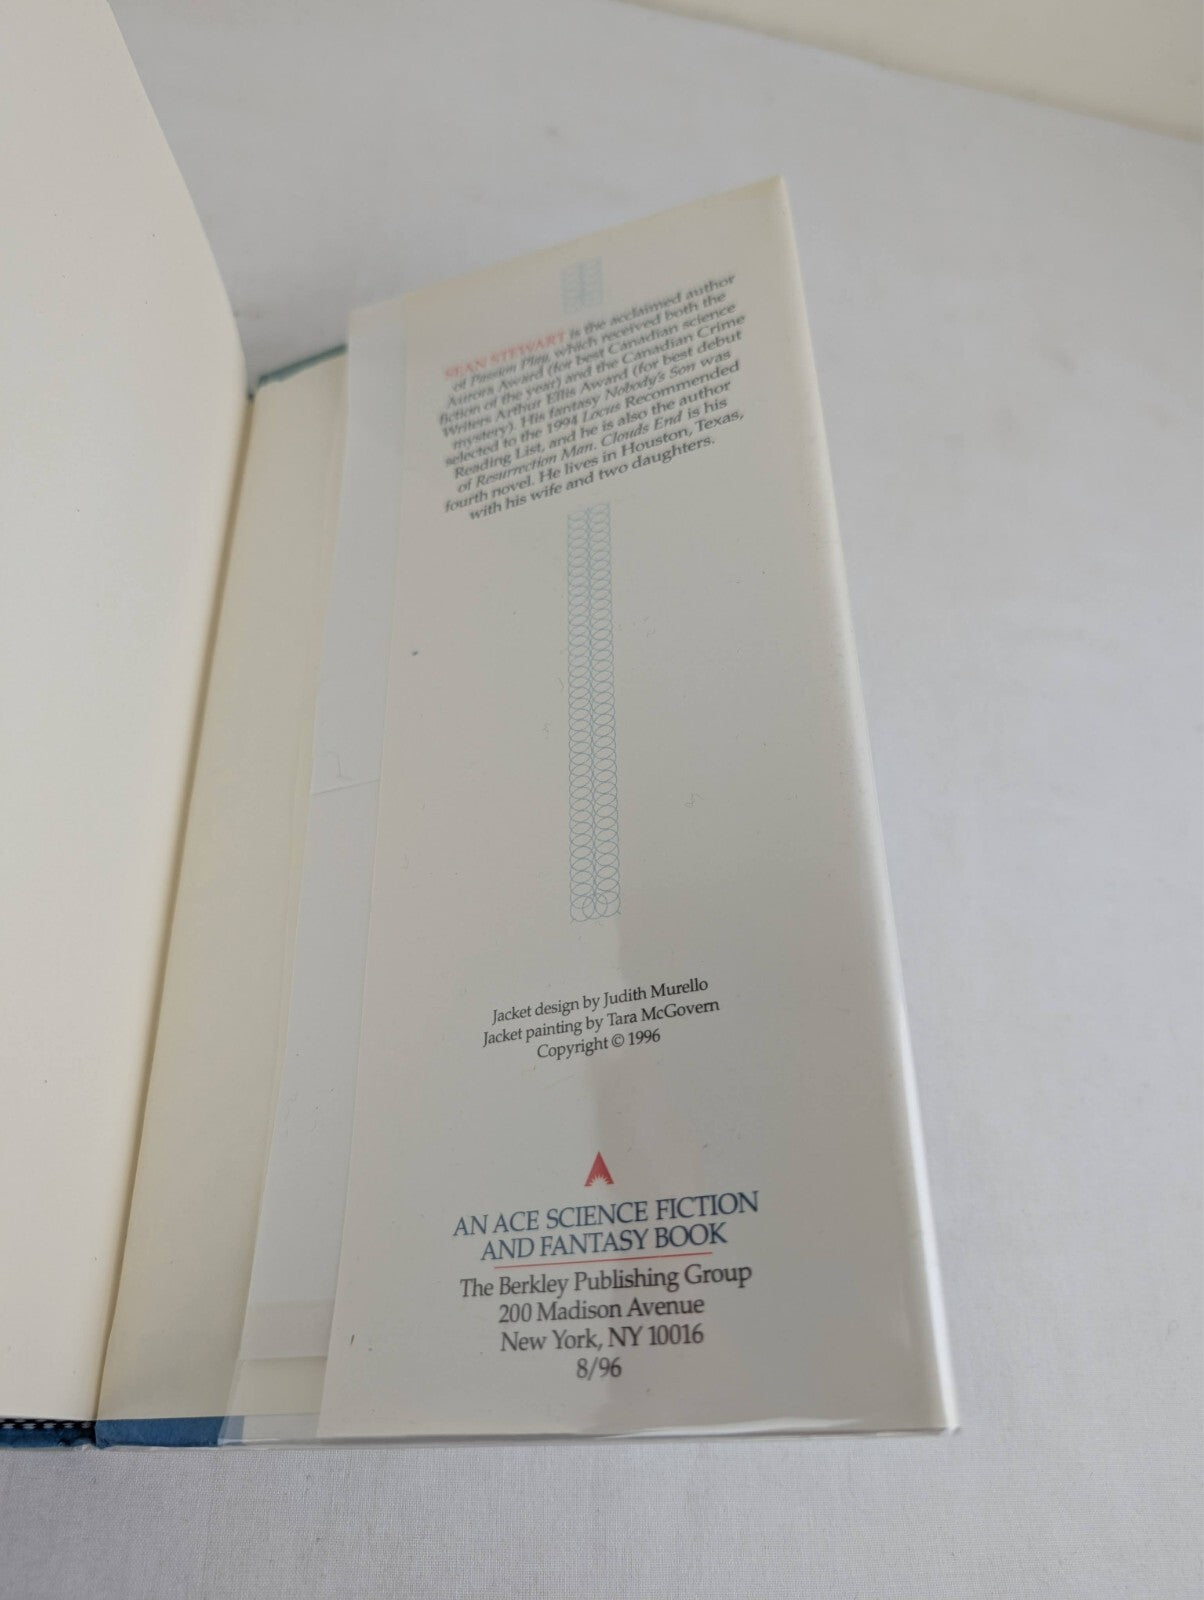 SEAN STEWART is the acclaimed author
of Passion Play, which received both the
Aurora Award (for best Canadian science
fiction of the year) and the Canadian Crime
Writers Arthur Ellis Award (for best debut
mystery). His fantasy Nobody's Son was
selected to the 1994 Locus Recommended
Reading List, and he is also the author
of Resurrection Man. Clouds End is his
fourth novel. He lives in Houston, Texas,
with his wife and two daughters.
Jacket design by Judith Murello
Jacket painting by Tara McGovern
Copyright © 1996
AN ACE SCIENCE FICTION
AND FANTASY BOOK
The Berkley Publishing Group
200 Madison Avenue
New York, NY 10016
8/96